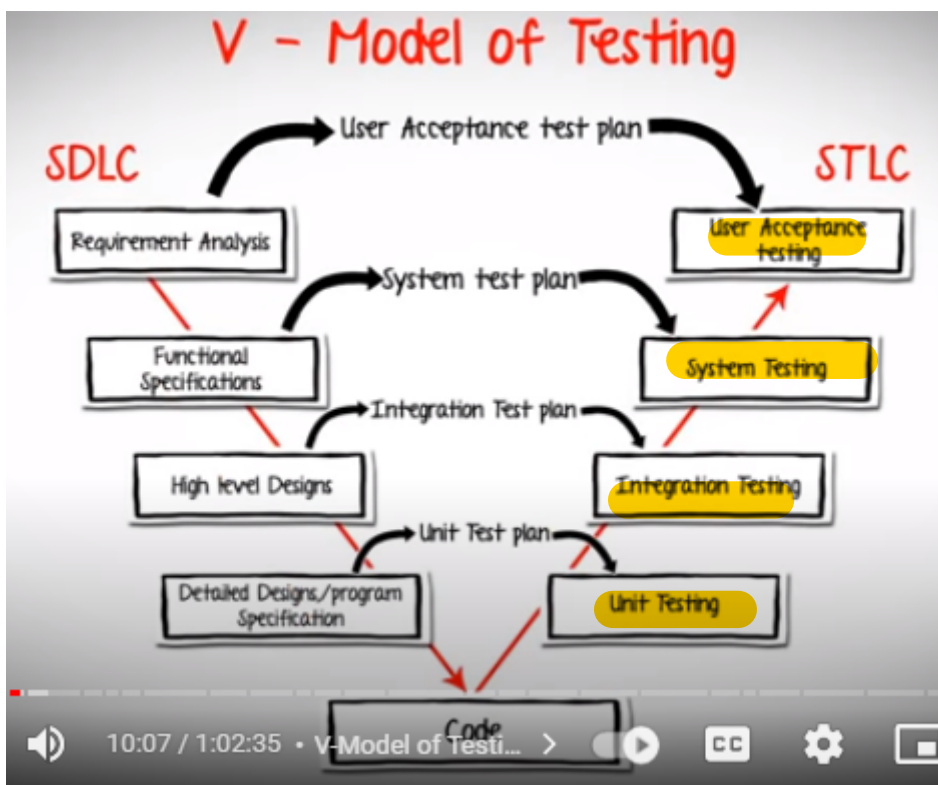 V - Model of Testing
User Acceptance test plan
SDLC
STLC
Requirement Analysis
User Acceptance
testing
System test plan
Functional
Specifications
System Testing
Integration Test plan
High level Designs
Integration Testing
Unit Test plan
Detailed Designs/program
Specification
Unit Testing
Code
10:07 / 1:02:35 • V-Model of Testi... >
CC